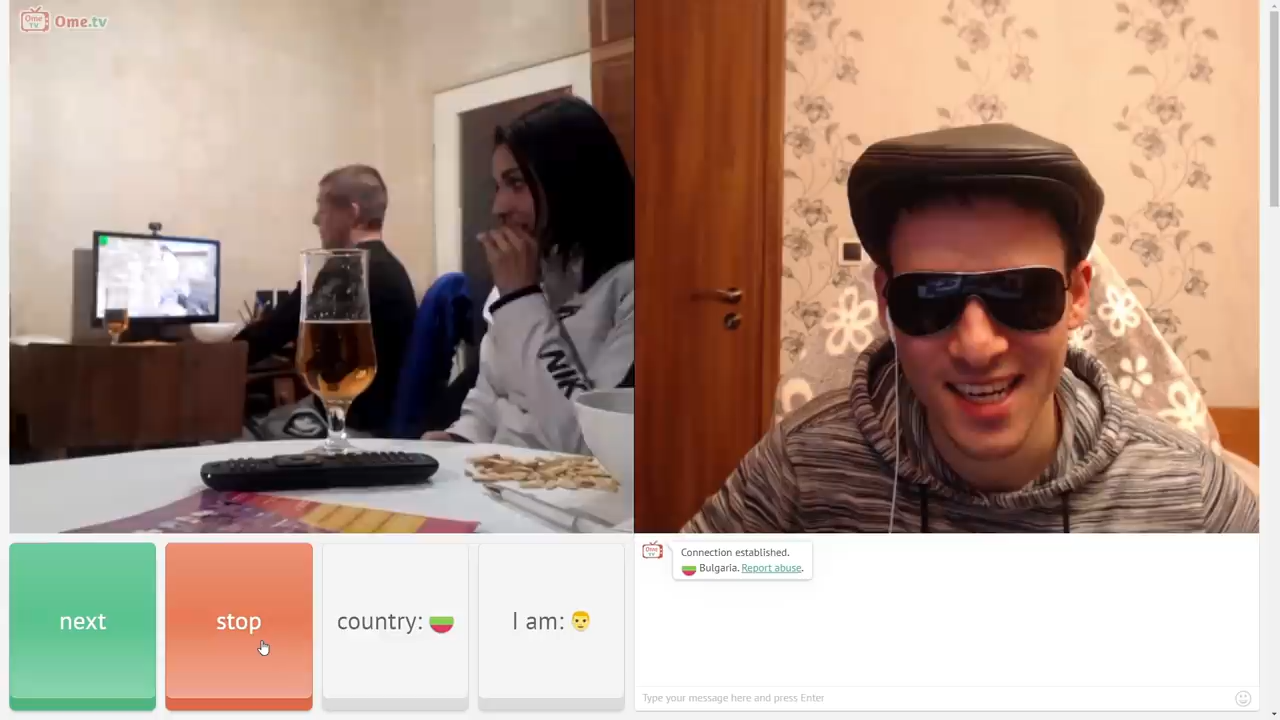 Ome.tv
NIK
Connection established.
Bulgaria. Report abuse.
next
stop
country:
I am:
Type your message here and press Enter